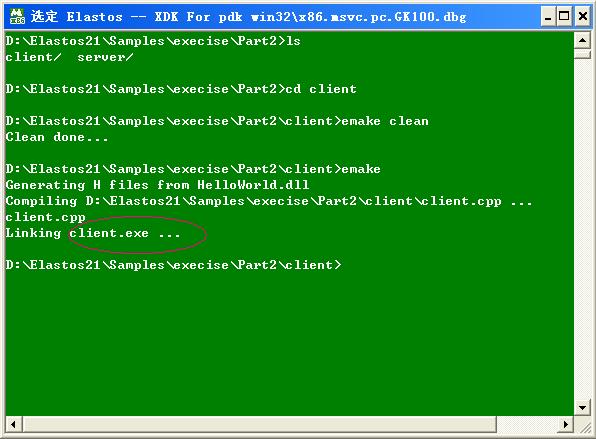 选定 Elastos -- XDK For pdk win32\x86.msvc.pc.GK100.dbg
D:\Elastos21\Samples\execise\Part2>ls
client/  server/
D:\Elastos21\Samples\execise\Part2>cd client
D:\Elastos21\Samples\execise\Part2\client>emake clean
Clean done...
D:\Elastos21\Samples\execise\Part2\client>emake
Generating H files from HelloWorld.dll
Compiling D:\Elastos21\Samples\execise\Part2\client\client.cpp ...
client.cpp
Linking client.exe ...
D:\Elastos21\Samples\execise\Part2\client>